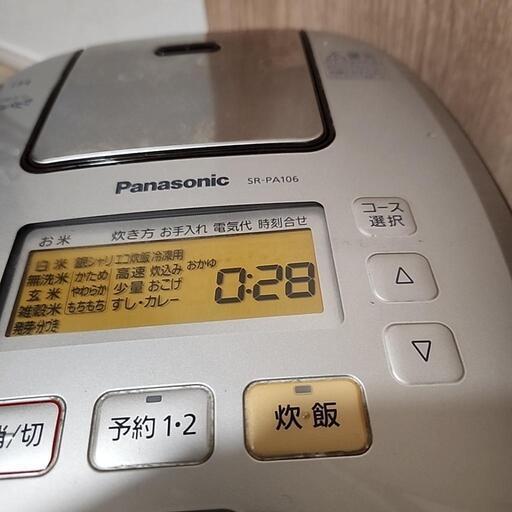 Panasonic SR-PA106
コース
選択
お米 炊き方 お手入れ 電気代 時刻合せ
白米 銀シャリ エコ炊飯 冷凍用
無洗米 かため 高速 炊込み おかゆ
玄米 やわらか 少量 おこげ
雑穀米 もちもち すし・カレー
発芽・分づき
0:28
△
▽
/切
予約1・2
炊飯